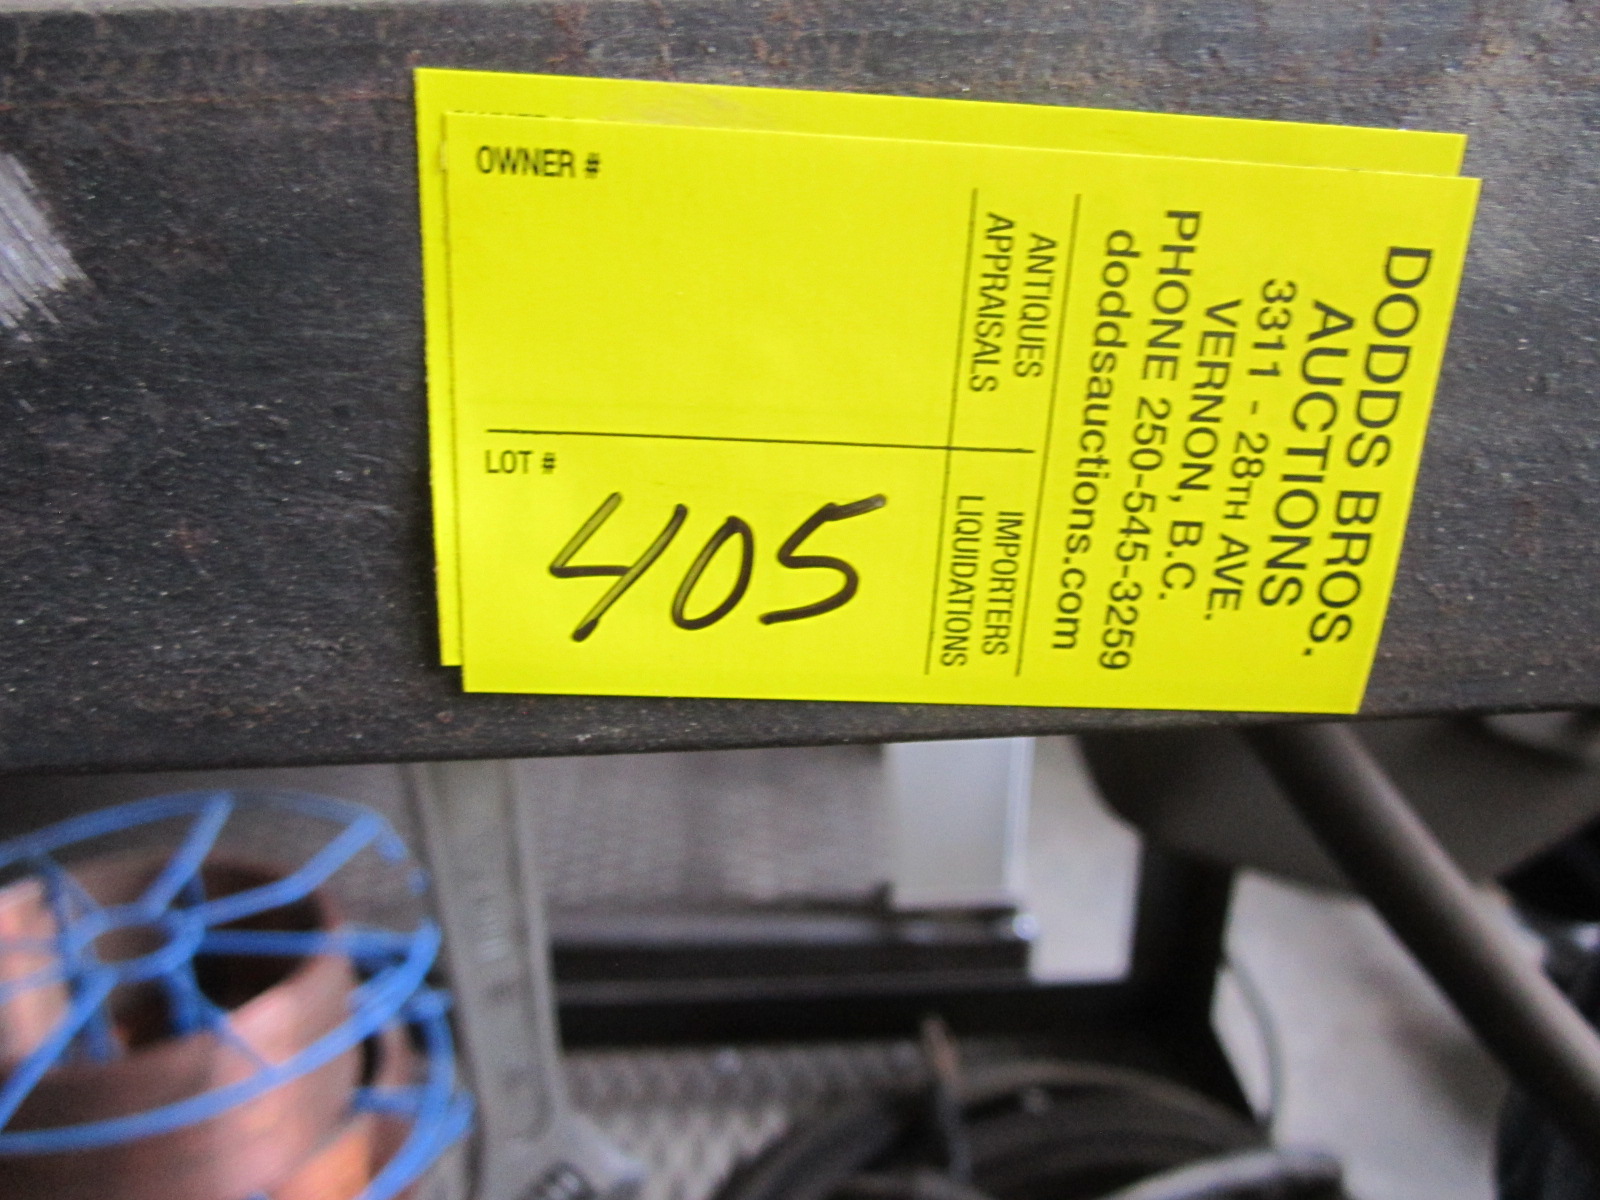 DODDS BROS.
AUCTIONS
3311 - 28TH AVE.
VERNON, B.C.
PHONE 250-545-3259
doddsauctions.com
ANTIQUES
APPRAISALS
IMPORTERS
LIQUIDATIONS
OWNER #
LOT #
405